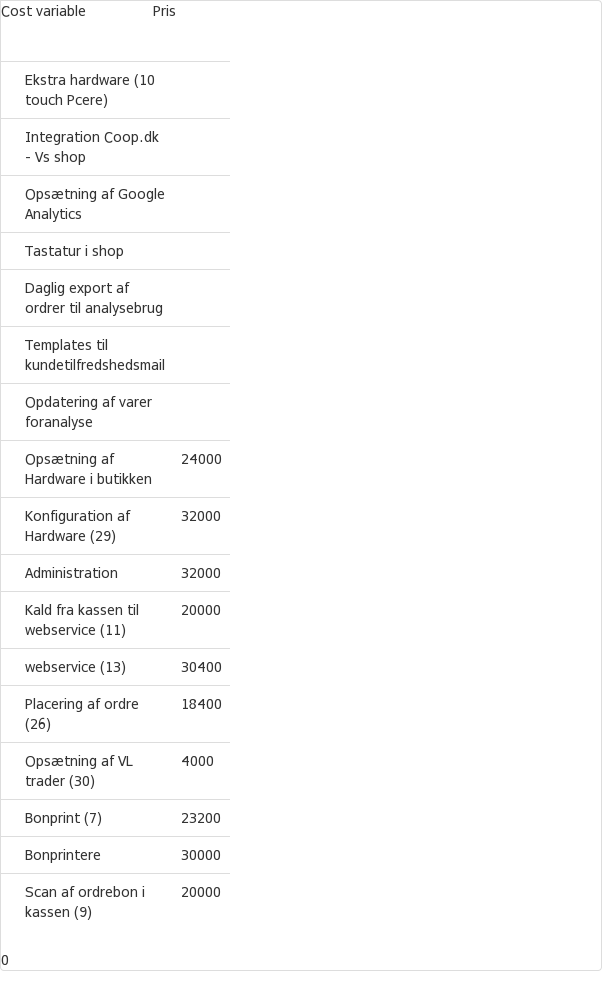 Cost variable Pris
Ekstra hardware (10
touch Pcere)
Integration Coop.dk
- Vs shop
Opsætning af Google
Analytics
Tastatur i shop
Daglig export af
ordrer til analysebrug
Templates til
kundetilfredshedsmail
Opdatering af varer
foranalyse
Opsætning af 24000
Hardware i butikken
Konfiguration af 32000
Hardware (29)
Administration 32000
Kald fra kassen til 20000
webservice (11)
webservice (13) 30400
Placering af ordre 18400
(26)
Opsætning af VL 4000
trader (30)
Bonprint (7) 23200
Bonprintere 30000
Scan af ordrebon i 20000
kassen (9)
0